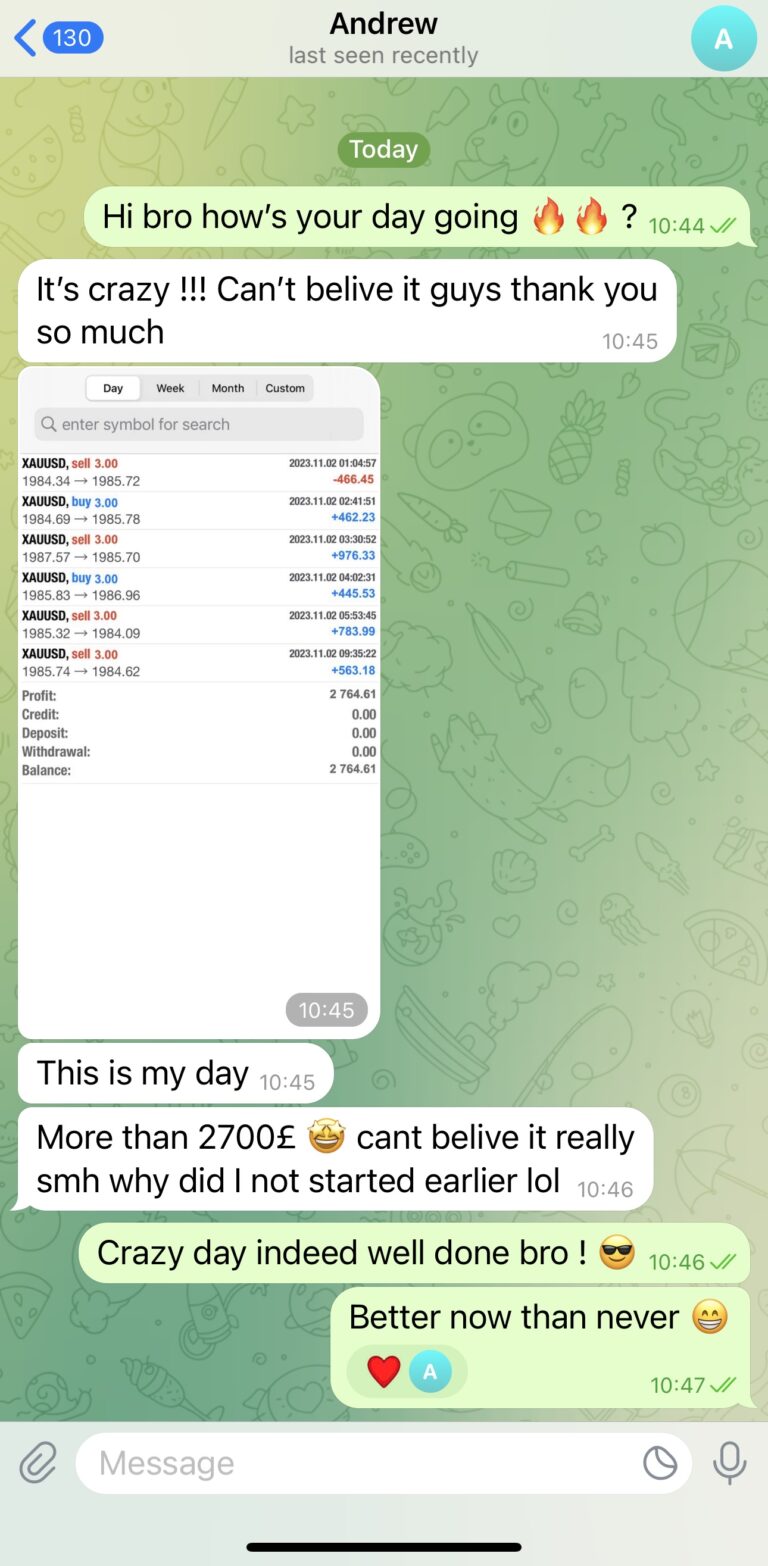 130
Andrew
last seen recently
A
Today
Hi bro how's your day going 🔥 🔥 ? 10:44
It's crazy !!! Can't belive it guys thank you
so much 10:45
Day Week Month Custom
enter symbol for search
XAUUSD, sell 3.00 2023.11.02 01:04:57
1984.34 → 1985.72 -466.45
XAUUSD, buy 3.00 2023.11.02 02:41:51
1984.69 → 1985.78 +462.23
XAUUSD, sell 3.00 2023.11.02 03:30:52
1987.57 → 1985.70 +976.33
XAUUSD, buy 3.00 2023.11.02 04:02:31
1985.83 → 1986.96 +445.53
XAUUSD, sell 3.00 2023.11.02 05:53:45
1985.32 → 1984.09 +783.99
XAUUSD, sell 3.00 2023.11.02 09:35:22
1985.74 → 1984.62 +563.18
Profit: 2 764.61
Credit: 0.00
Deposit: 0.00
Withdrawal: 0.00
Balance: 2 764.61
10:45
This is my day 10:45
More than 2700£ 🤩 cant belive it really
smh why did I not started earlier lol 10:46
Crazy day indeed well done bro ! 😎 10:46
Better now than never 😁
❤️ A 10:47
Message